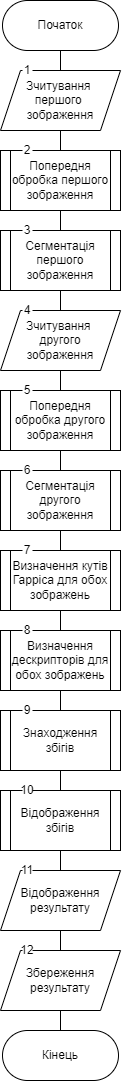 Початок
1
Зчитування
першого
зображення
2
Попередня
обробка першого
зображення
3
Сегментація
першого
зображення
4
Зчитування
другого
зображення
5
Попередня
обробка другого
зображення
6
Сегментація
другого
зображення
7
Визначення кутів
Гарріса для обох
зображень
8
Визначення
дескрипторів для
обох зображень
9
Знаходження
збігів
10
Відображення
збігів
11
Відображення
результату
12
Збереження
результату
Кінець